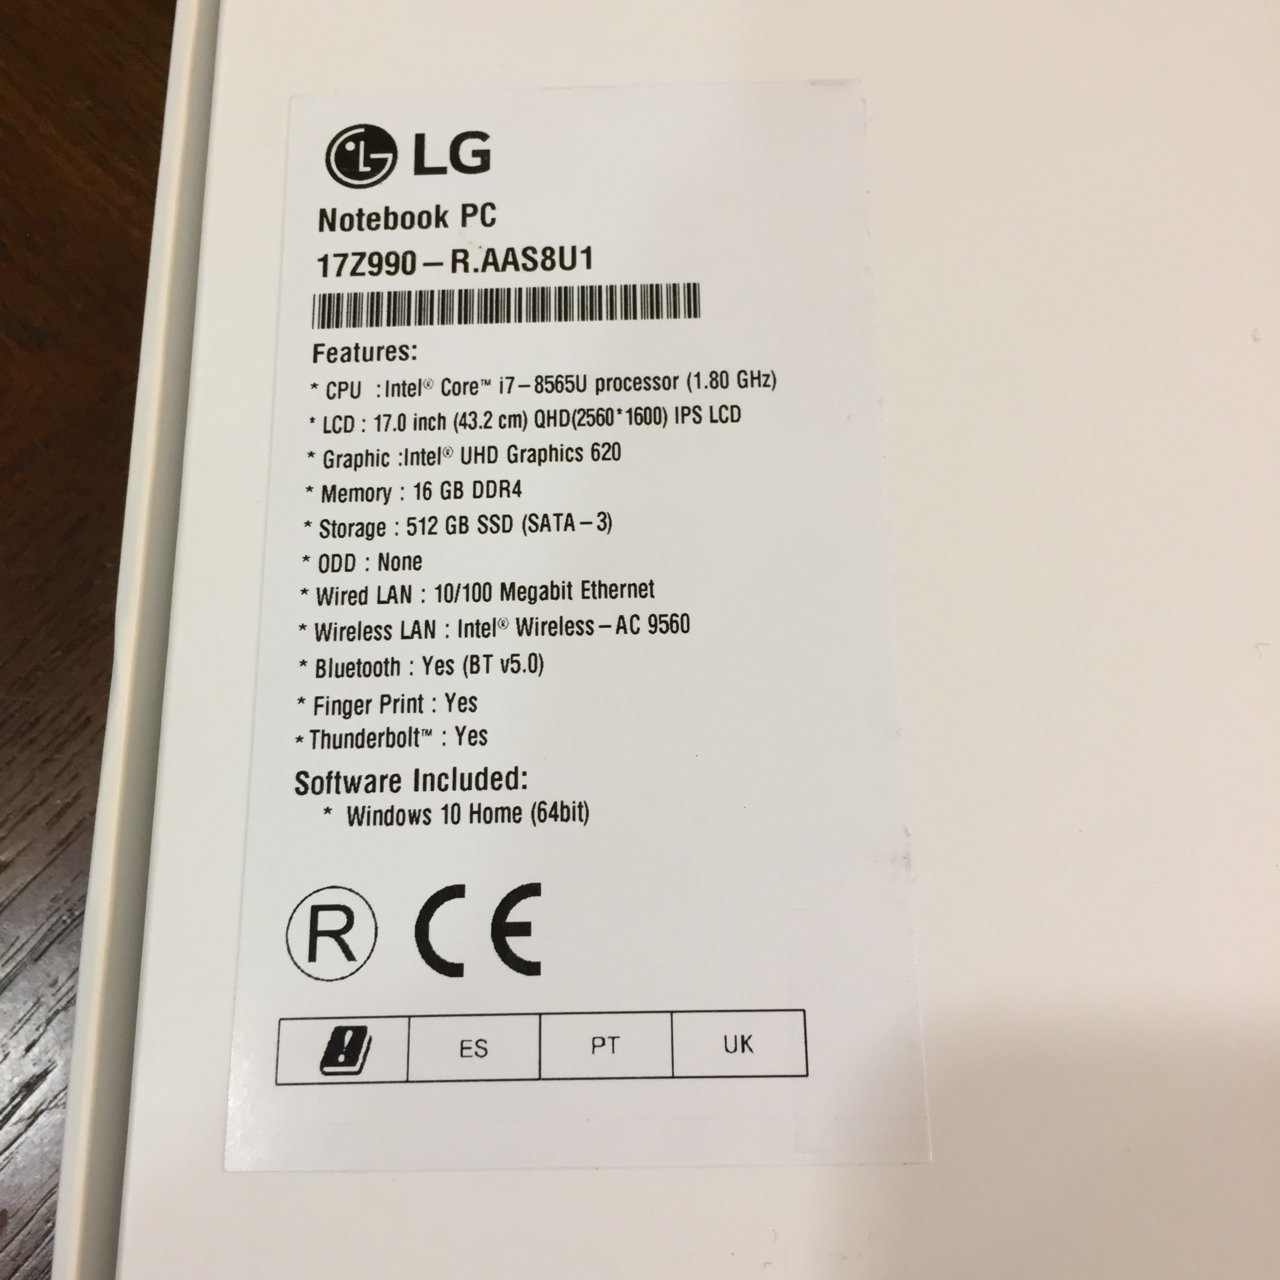 LG
Notebook PC
17Z990–R.AAS8U1
Features:
* CPU : Intel® Core™ i7–8565U processor (1.80 GHz)
* LCD : 17.0 inch (43.2 cm) QHD(2560*1600) IPS LCD
* Graphic :Intel® UHD Graphics 620
* Memory : 16 GB DDR4
* Storage : 512 GB SSD (SATA–3)
* ODD : None
* Wired LAN : 10/100 Megabit Ethernet
* Wireless LAN : Intel® Wireless–AC 9560
* Bluetooth : Yes (BT v5.0)
* Finger Print : Yes
* Thunderbolt™ : Yes
Software Included:
* Windows 10 Home (64bit)
R CE
! ES PT UK